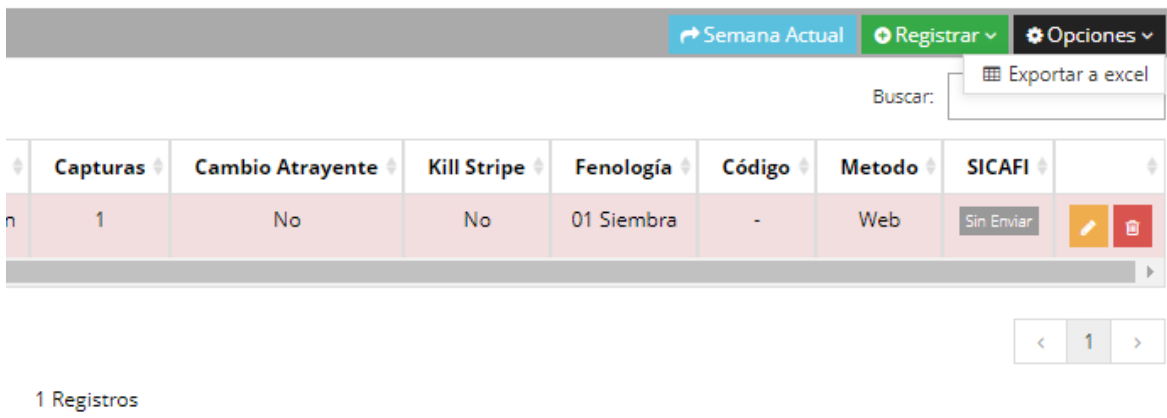 Semana Actual Registrar Opciones
Exportar a excel
Buscar:
Capturas Cambio Atrayente Kill Stripe Fenología Código Metodo SICAFI
n 1 No No 01 Siembra - Web Sin Enviar
< 1 >
1 Registros